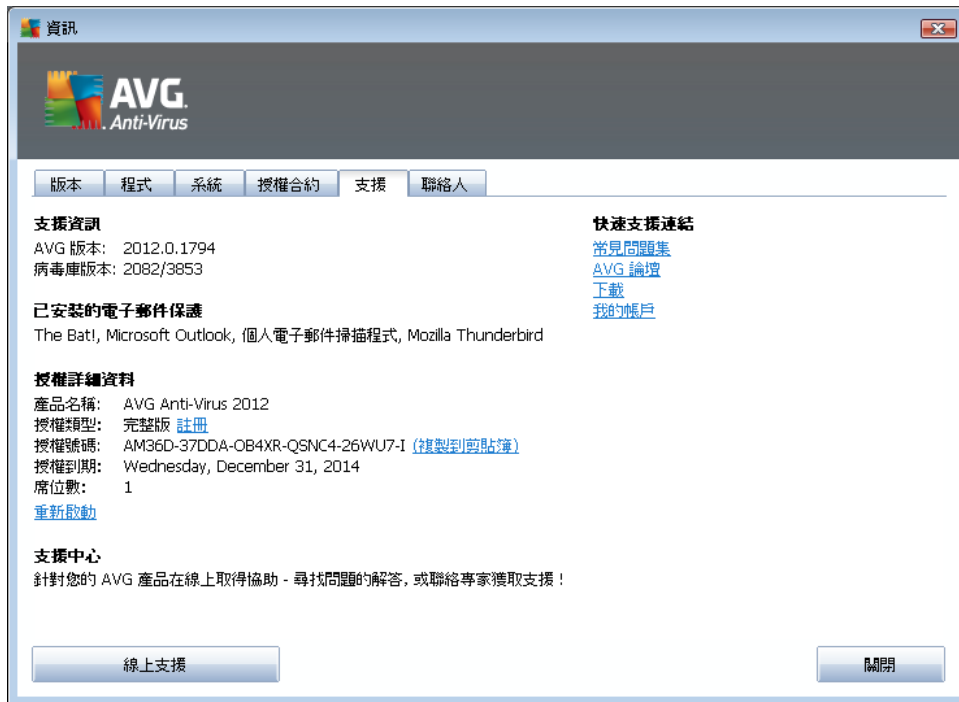 資訊
AVG.
Anti-Virus
版本 程式 系統 授權合約 支援 聯絡人
支援資訊
AVG 版本: 2012.0.1794
病毒庫版本: 2082/3853
已安裝的電子郵件保護
The Bat!, Microsoft Outlook, 個人電子郵件掃描程式, Mozilla Thunderbird
授權詳細資料
產品名稱: AVG Anti-Virus 2012
授權類型: 完整版 註冊
授權號碼: AM36D-37DDA-OB4XR-QSNC4-26WU7-I (複製到剪貼簿)
授權到期: Wednesday, December 31, 2014
席位數: 1
重新啟動
支援中心
針對您的 AVG 產品在線上取得協助 - 尋找問題的解答, 或聯絡專家獲取支援！
快速支援連結
常見問題集
AVG 論壇
下載
我的帳戶
線上支援
關閉